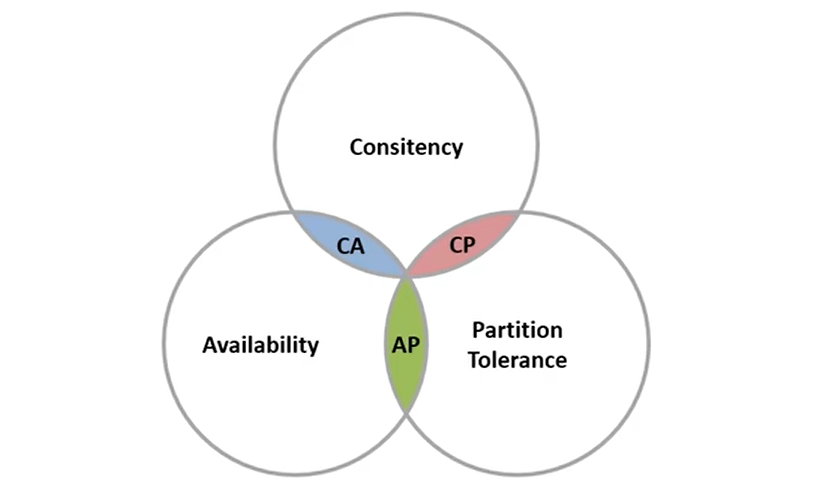 Consitency
CA
CP
Availability
AP
Partition
Tolerance